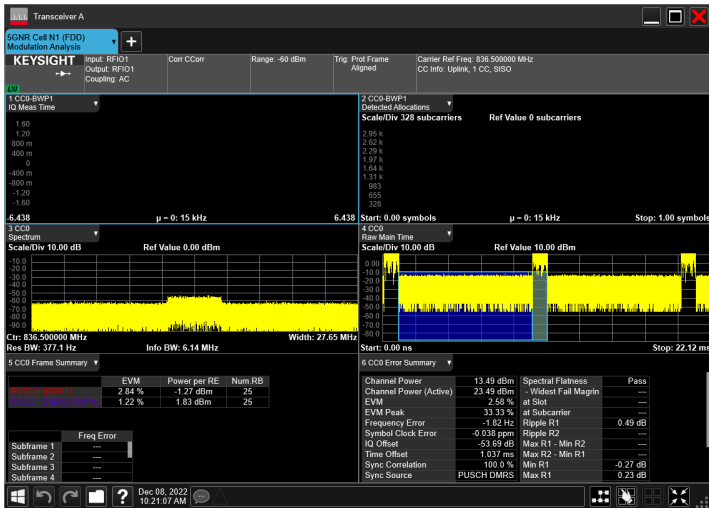 Transceiver A
5GNR Cell N1 (FDD)
Modulation Analysis
KEYSIGHT
Input: RFIO1
Output: RFIO1
Coupling: AC
Corr CCorr
Range: -60 dBm
Trig: Prot Frame
Aligned
Carrier Ref Freq: 836.500000 MHz
CC Info: Uplink, 1 CC, SISO
1 CC0-BWP1
IQ Meas Time
1.60
1.20
800 m
400 m
0
-400 m
-800 m
-1.20
-1.60
-6.438 μ = 0: 15 kHz 6.438
2 CC0-BWP1
Detected Allocations
Scale/Div 328 subcarriers Ref Value 0 subcarriers
2.95 k
2.62 k
2.29 k
1.97 k
1.64 k
1.31 k
983
655
328
Start: 0.00 symbols μ = 0: 15 kHz Stop: 1.00 symbols
3 CC0
Spectrum
Scale/Div 10.00 dB Ref Value 0.00 dBm
-10.0
-20.0
-30.0
-40.0
-50.0
-60.0
-70.0
-80.0
-90.0
Ctr: 836.500000 MHz Width: 27.65 MHz
Res BW: 377.1 Hz Info BW: 6.14 MHz
4 CC0
Raw Main Time
Scale/Div 10.00 dB Ref Value 10.00 dBm
0.00
-10.0
-20.0
-30.0
-40.0
-50.0
-60.0
-70.0
-80.0
Start: 0.00 ns Stop: 22.12 ms
5 CC0 Frame Summary
EVM Power per RE Num.RB
2.84 % -1.27 dBm 25
1.22 % 1.83 dBm 25
Freq Error
Subframe 1 ---
Subframe 2 ---
Subframe 3 ---
Subframe 4 ---
6 CC0 Error Summary
Channel Power 13.49 dBm Spectral Flatness Pass
Channel Power (Active) 23.49 dBm - Widest Fail Magrin ---
EVM 2.58 % at Slot ---
EVM Peak 33.33 % at Subcarrier ---
Frequency Error -1.82 Hz Ripple R1 0.49 dB
Symbol Clock Error -0.038 ppm Ripple R2 ---
IQ Offset -53.69 dB Max R1 - Min R2 ---
Time Offset 1.037 ms Max R2 - Min R1 ---
Sync Correlation 100.0 % Min R1 -0.27 dB
Sync Source PUSCH DMRS Max R1 0.23 dB
Dec 08, 2022
10:21:07 AM